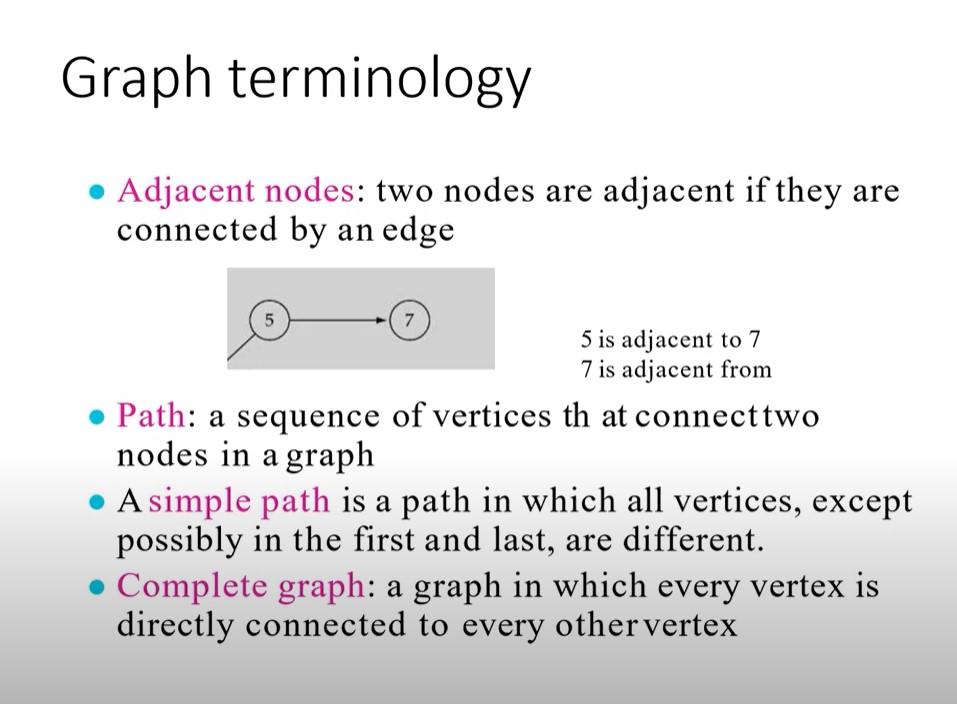 Graph terminology
Adjacent nodes: two nodes are adjacent if they are
connected by an edge
5
7
5 is adjacent to 7
7 is adjacent from
Path: a sequence of vertices th at connecttwo
nodes in a graph
A simple path is a path in which all vertices, except
possibly in the first and last, are different.
Complete graph: a graph in which every vertex is
directly connected to every other vertex